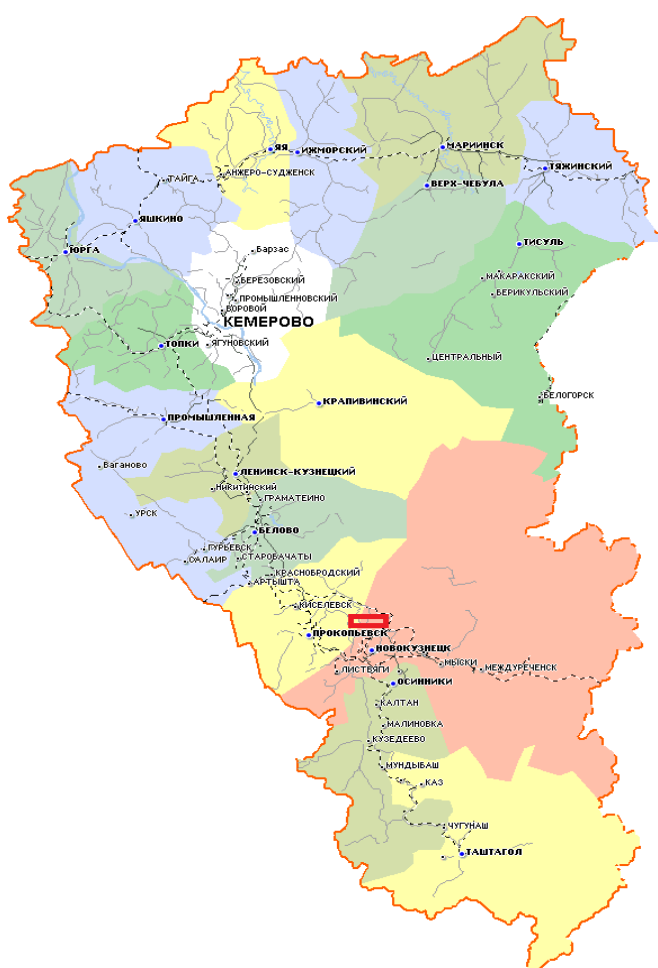 ЯЯ
ИЖМОРСКИЙ
МАРИИНСК
ТЯЖИНСКИЙ
АНЖЕРО-СУДЖЕНСК
ТАЙГА
ВЕРХ-ЧЕБУЛА
ЯШКИНО
ЮРГА
Барзас
ТИСУЛЬ
БЕРЕЗОВСКИЙ
МАКАРАКСКИЙ
БЕРИКУЛЬСКИЙ
ПРОМЫШЛЕННОВСКИЙ
БОРОВОЙ
КЕМЕРОВО
ТОПКИ
ЯГУНОВСКИЙ
ЦЕНТРАЛЬНЫЙ
БЕЛОГОРСК
КРАПИВИНСКИЙ
ПРОМЫШЛЕННАЯ
Ваганово
ЛЕНИНСК-КУЗНЕЦКИЙ
НИКИТИНСКИЙ
ГРАМАТЕИНО
УРСК
БЕЛОВО
ГУРЬЕВСК
САЛАИР
СТАРОБАЧАТЫ
КРАСНОБРОДСКИЙ
АРТЫШТА
КИСЕЛЕВСК
ПРОКОПЬЕВСК
НОВОКУЗНЕЦК
ЛИСТВЯГИ
МЫСКИ
МЕЖДУРЕЧЕНСК
ОСИННИКИ
КАЛТАН
МАЛИНОВКА
КУЗЕДЕЕВО
МУНДЫБАШ
КАЗ
ЧУГУНАШ
ТАШТАГОЛ